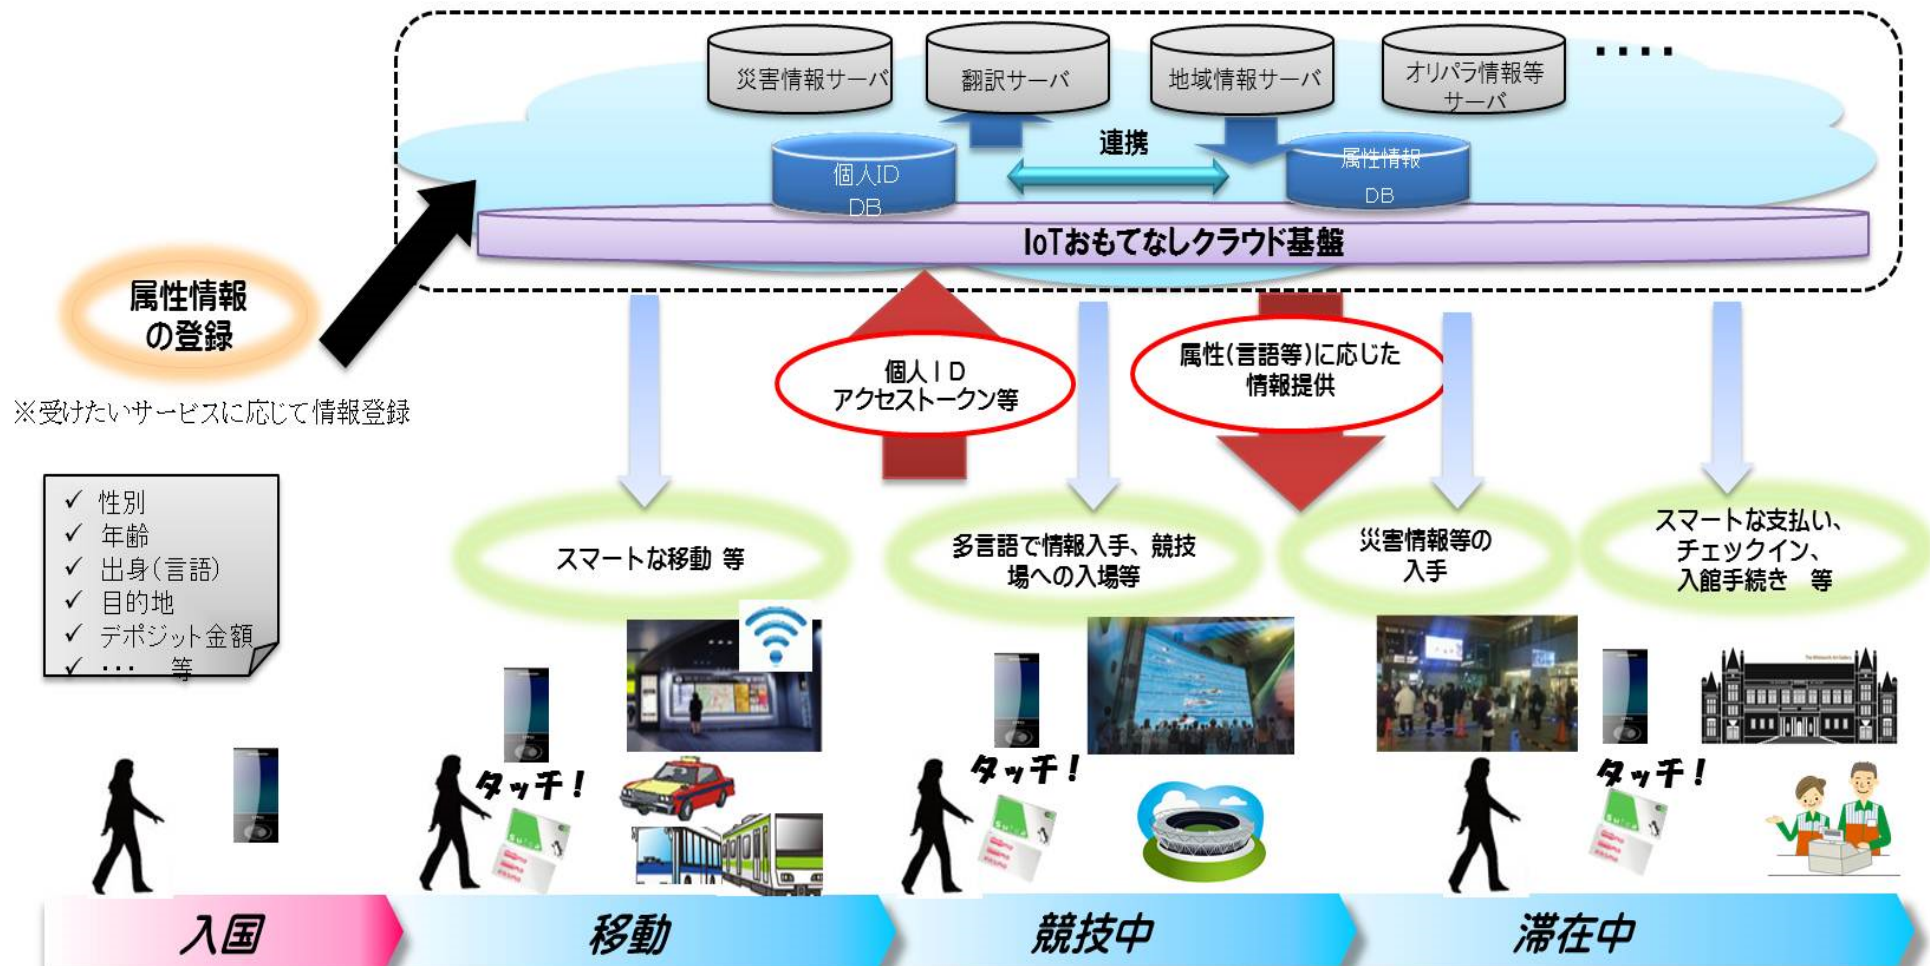 災害情報サーバ
翻訳サーバ
地域情報サーバ
オリパラ情報等
サーバ
・・・・
連携
個人ID
DB
属性情報
DB
IoTおもてなしクラウド基盤
属性情報
の登録
※受けたいサービスに応じて情報登録
個人ID
アクセストークン等
属性(言語等)に応じた
情報提供
✓ 性別
✓ 年齢
✓ 出身(言語)
✓ 目的地
✓ デポジット金額
✓ ・・・ 等
スマートな移動 等
多言語で情報入手、競技
場への入場等
災害情報等の
入手
スマートな支払い、
チェックイン、
入館手続き 等
タッチ!
Suica
タッチ!
Suica
タッチ!
Suica
入国
移動
競技中
滞在中